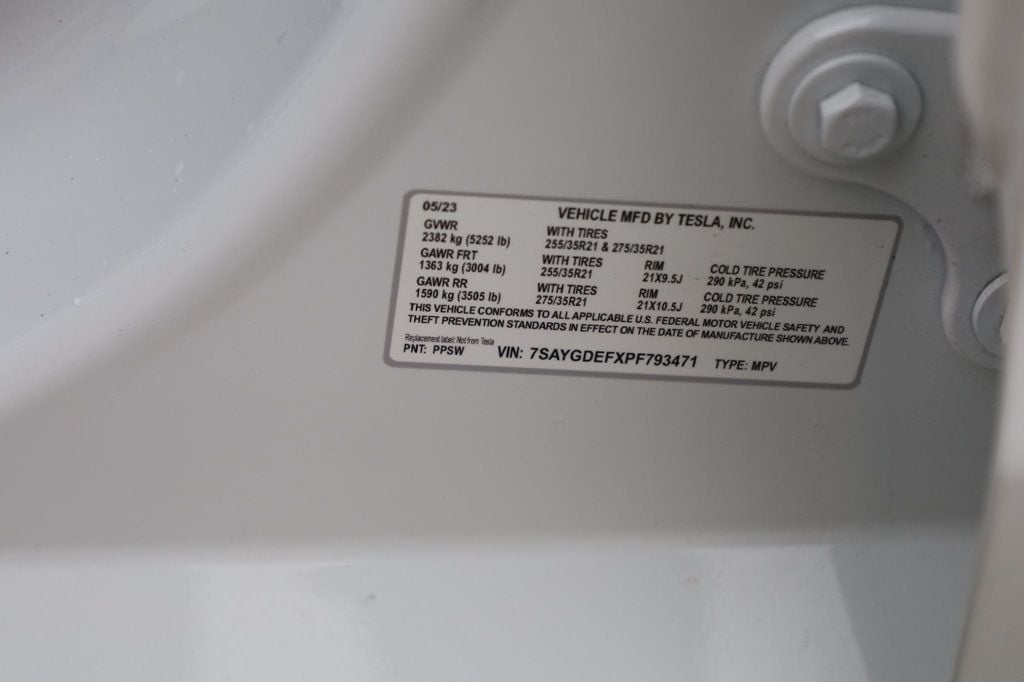 05/23 VEHICLE MFD BY TESLA, INC.
GVWR WITH TIRES
2382 kg (5252 lb) 255/35R21 & 275/35R21
GAWR FRT WITH TIRES RIM COLD TIRE PRESSURE
1363 kg (3004 lb) 255/35R21 21X9.5J 290 kPa, 42 psi
GAWR RR WITH TIRES RIM COLD TIRE PRESSURE
1590 kg (3505 lb) 275/35R21 21X10.5J 290 kPa, 42 psi
THIS VEHICLE CONFORMS TO ALL APPLICABLE U.S. FEDERAL MOTOR VEHICLE SAFETY AND
THEFT PREVENTION STANDARDS IN EFFECT ON THE DATE OF MANUFACTURE SHOWN ABOVE.
Replacement label: Not from Tesla
PNT: PPSW VIN: 7SAYGDEFXPF793471 TYPE: MPV